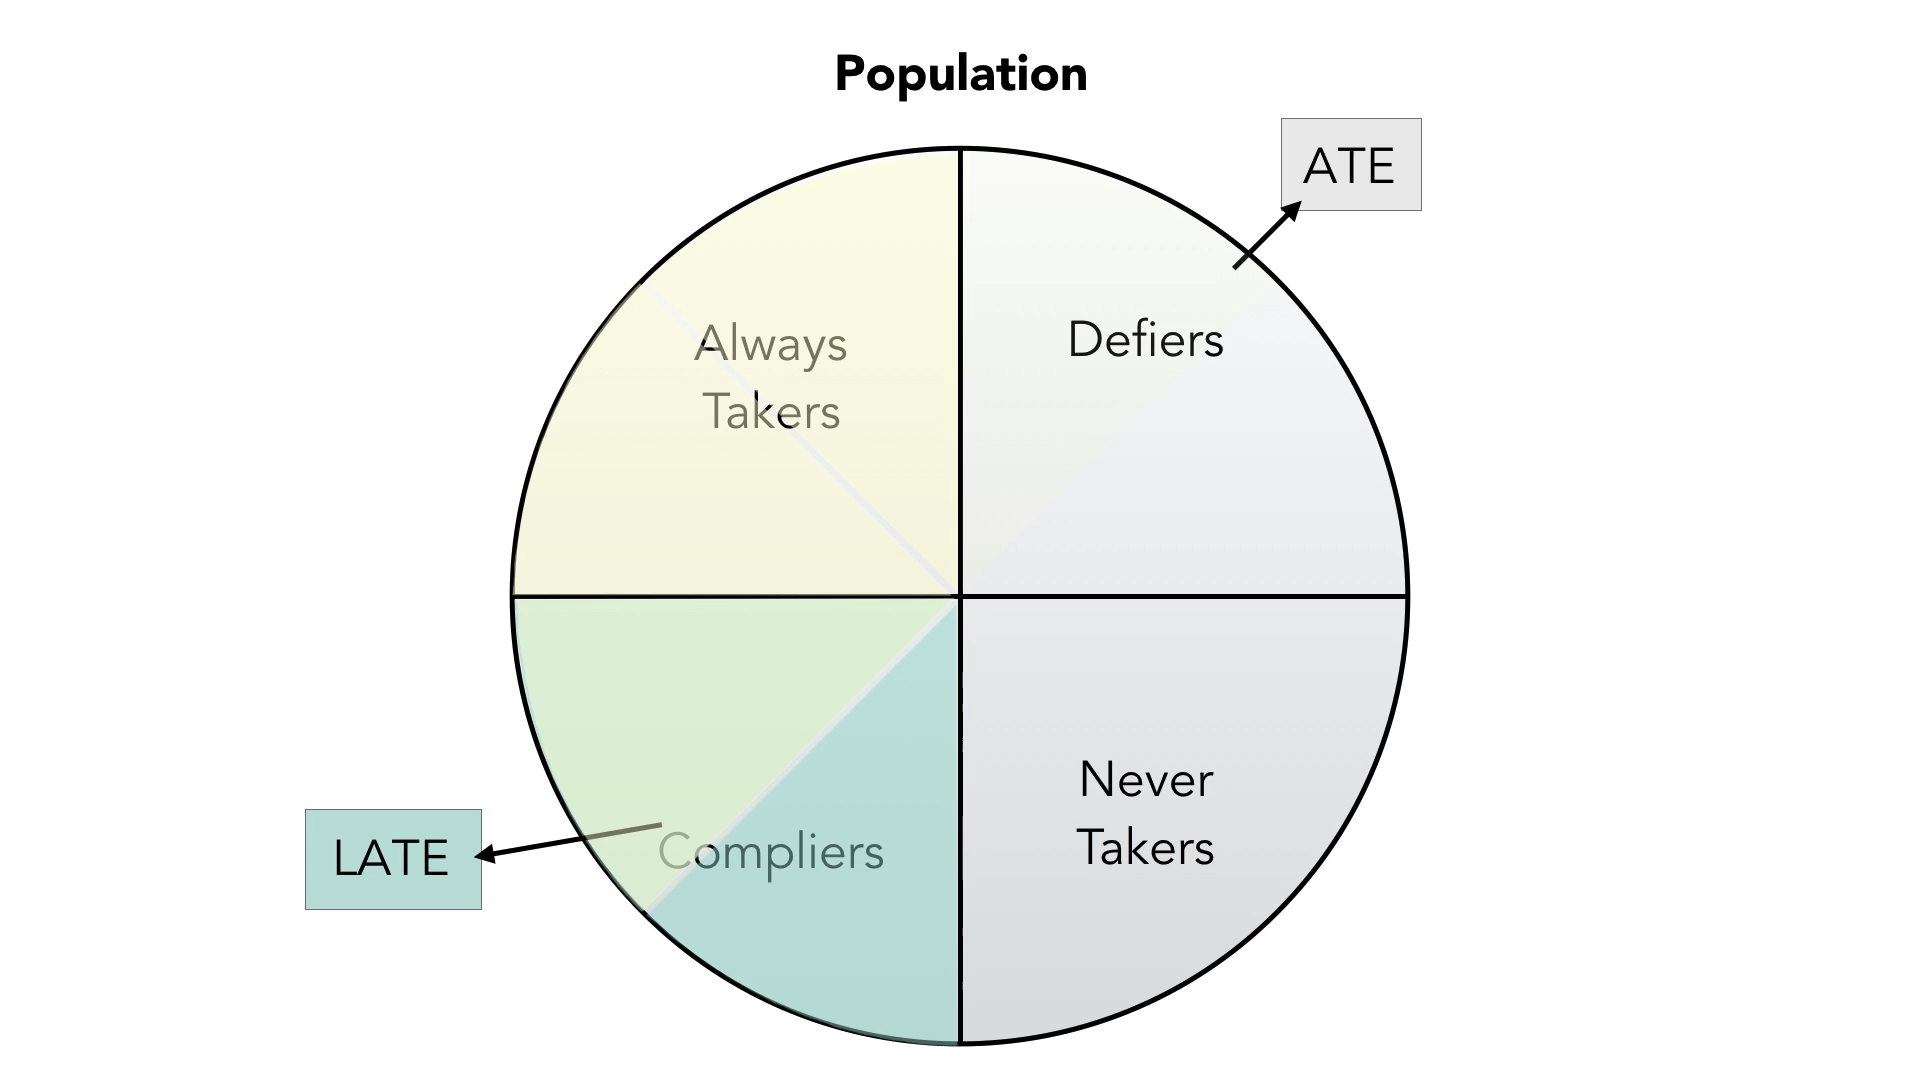 Population
ATE
Always
Takers
Defiers
Never
Takers
LATE
Compliers